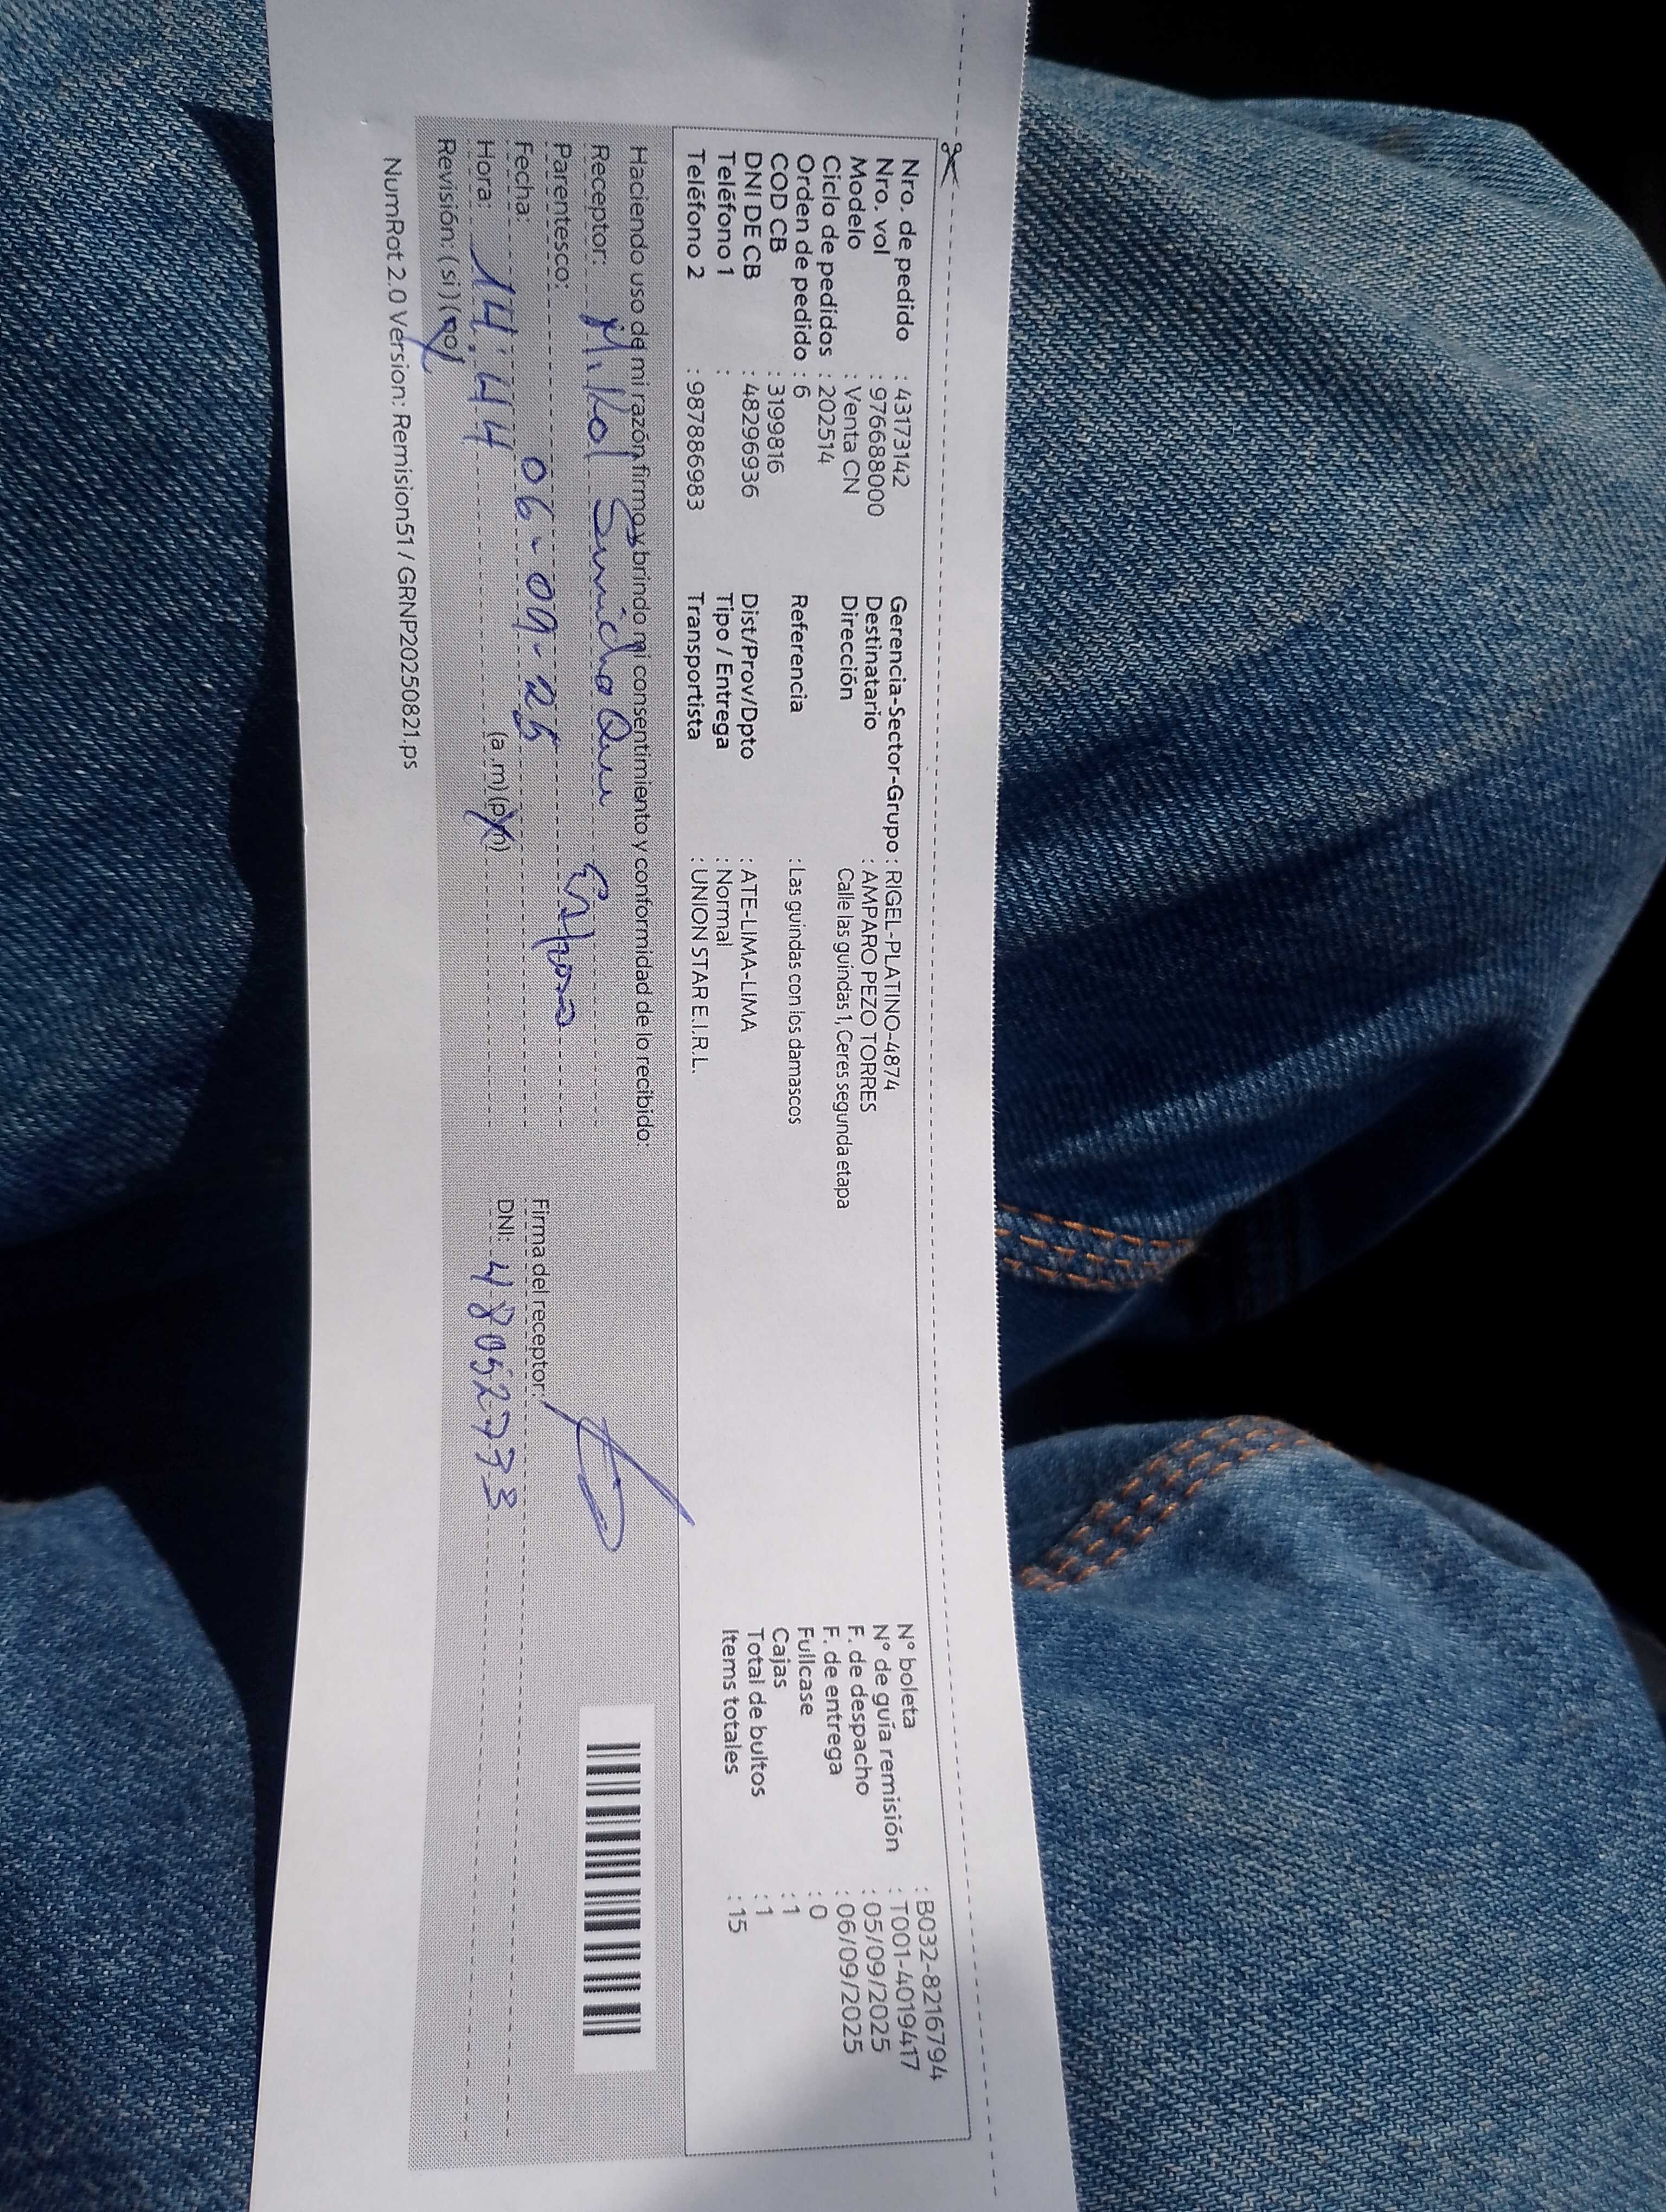 Nro. de pedido : 43173142
Nro. vol : 976688000
Modelo : Venta CN
Ciclo de pedidos : 202514
Orden de pedido : 6
COD CB : 3199816
DNI DE CB : 48296936
Teléfono 1 :
Teléfono 2 : 987886983
Gerencia-Sector-Grupo : RIGEL-PLATINO-4874
Destinatario : AMPARO PEZO TORRES
Dirección : Calle las guindas 1, Ceres segunda etapa
Referencia : Las guindas con los damascos
Dist/Prov/Dpto : ATE-LIMA-LIMA
Tipo / Entrega : Normal
Transportista : UNION STAR E.I.R.L.
N° boleta : B032-8216794
N° de guía remisión : T001-4019417
F. de despacho : 05/09/2025
F. de entrega : 06/09/2025
Fullcase : 0
Cajas : 1
Total de bultos : 1
Items totales : 15
Haciendo uso de mi razón, firmo y brindo mi consentimiento y conformidad de lo recibido:
Receptor: Mikol
Parentesco: Esposo
Fecha: 06-09-25
Hora: 14:44 (a.m) (p.m)
Revisión: (si) (no)
Firma del receptor:
DNI: 48052733
NumRot 2.0 Version: Remision51 / GRNP20250821.ps